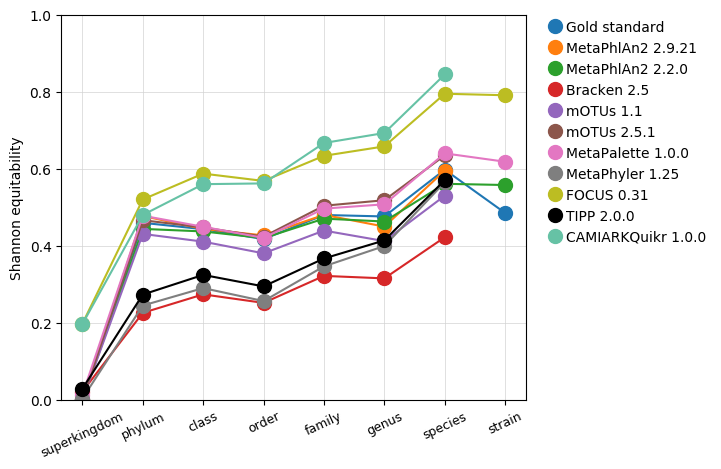 1.0
0.8
0.6
0.4
0.2
0.0
Shannon equitability
superkingdom
phylum
class
order
family
genus
species
strain
Gold standard
MetaPhlAn2 2.9.21
MetaPhlAn2 2.2.0
Bracken 2.5
mOTUs 1.1
mOTUs 2.5.1
MetaPalette 1.0.0
MetaPhyler 1.25
FOCUS 0.31
TIPP 2.0.0
CAMIARKQuikr 1.0.0